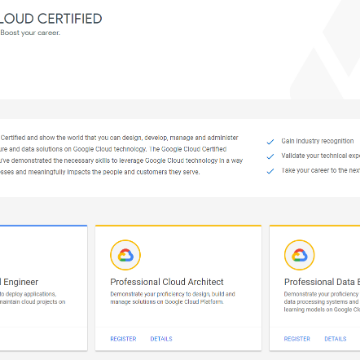 LOUD CERTIFIED
Boost your career.
Certified and show the world that you can design, develop, manage and administer
ure and data solutions on Google Cloud technology. The Google Cloud Certified
u've demonstrated the necessary skills to leverage Google Cloud technology in a way
sses and meaningfully impacts the people and customers they serve.
Gain industry recognition
Validate your technical exp
Take your career to the nex
l Engineer
to deploy applications,
maintain cloud projects on
Professional Cloud Architect
Demonstrate your proficiency to design, build and
manage solutions on Google Cloud Platform.
REGISTER DETAILS
Professional Data E
Demonstrate your proficiency
data processing systems and
learning models on Google Clo
REGISTER DETAILS